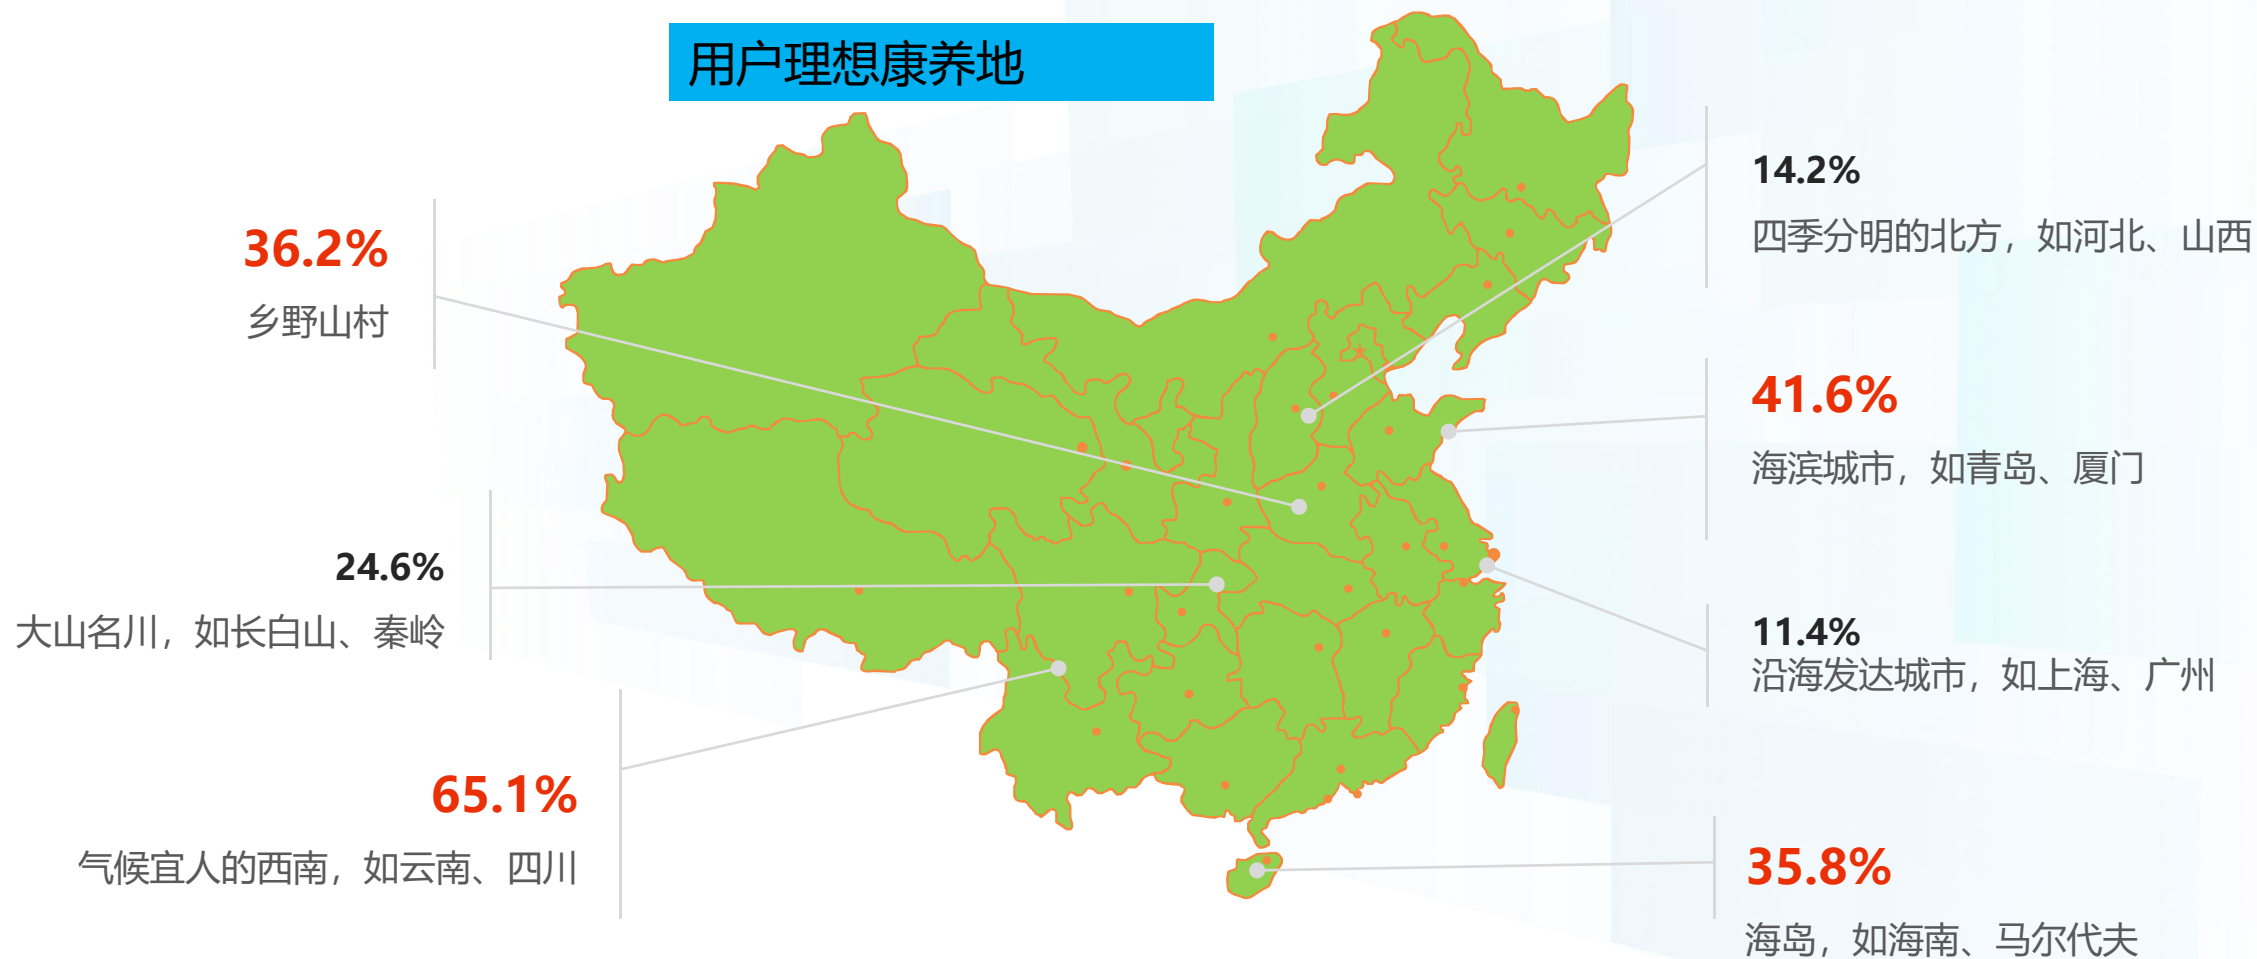 用户理想康养地
36.2%
乡野山村
24.6%
大山名川，如长白山、秦岭
65.1%
气候宜人的西南，如云南、四川
14.2%
四季分明的北方，如河北、山西
41.6%
海滨城市，如青岛、厦门
11.4%
沿海发达城市，如上海、广州
35.8%
海岛，如海南、马尔代夫